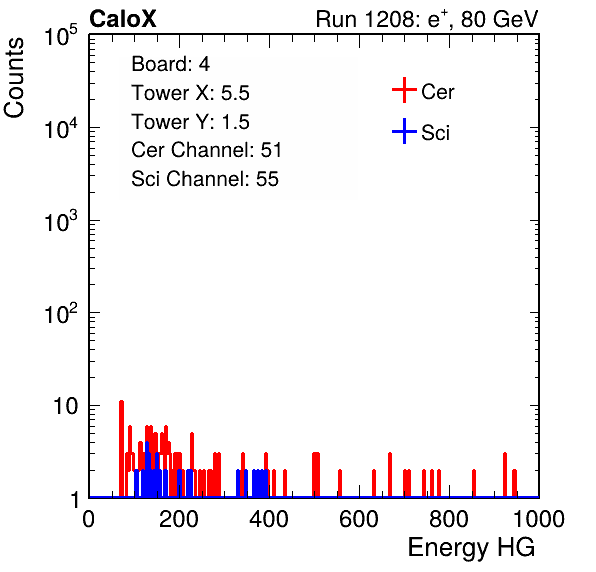 CaloX Run 1208: e⁺, 80 GeV
Counts
Board: 4
Tower X: 5.5
Tower Y: 1.5
Cer Channel: 51
Sci Channel: 55
Cer
Sci
10⁵
10⁴
10³
10²
10
1
0 200 400 600 800 1000
Energy HG